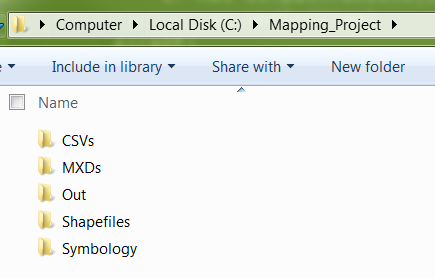 Computer Local Disk (C:) Mapping_Project
Include in library Share with New folder
Name
CSVs
MXDs
Out
Shapefiles
Symbology